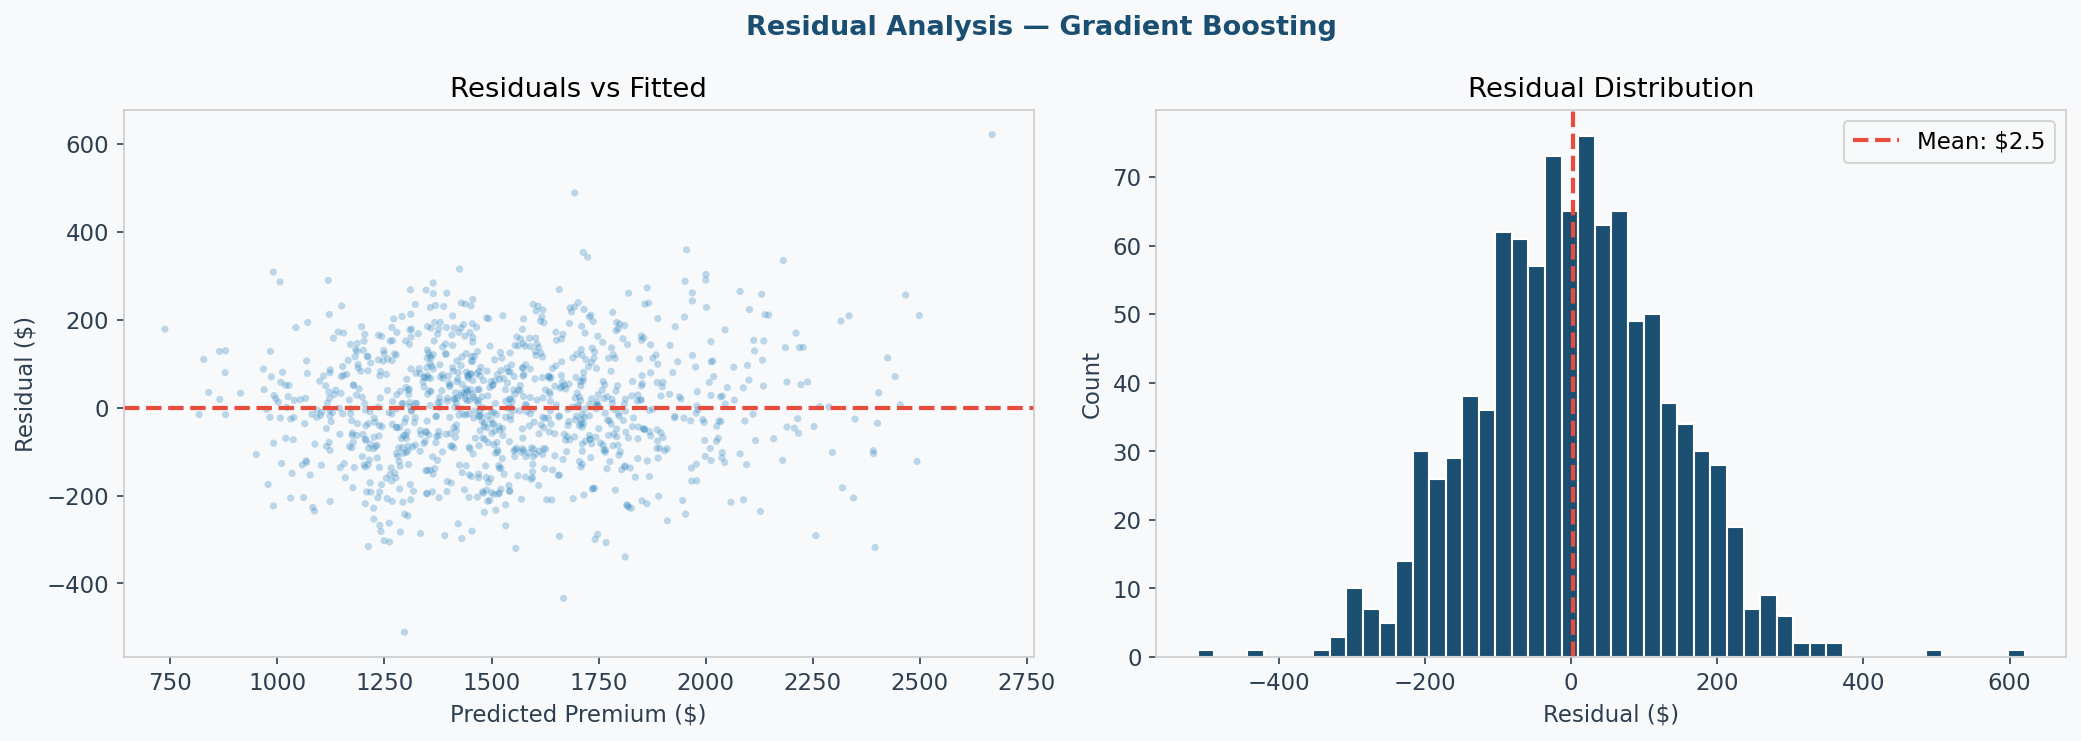 Residual Analysis — Gradient Boosting
Residuals vs Fitted
600
400
200
0
−200
−400
Residual ($)
750 1000 1250 1500 1750 2000 2250 2500 2750
Predicted Premium ($)
Residual Distribution
Mean: $2.5
70
60
50
40
30
20
10
0
Count
−400 −200 0 200 400 600
Residual ($)